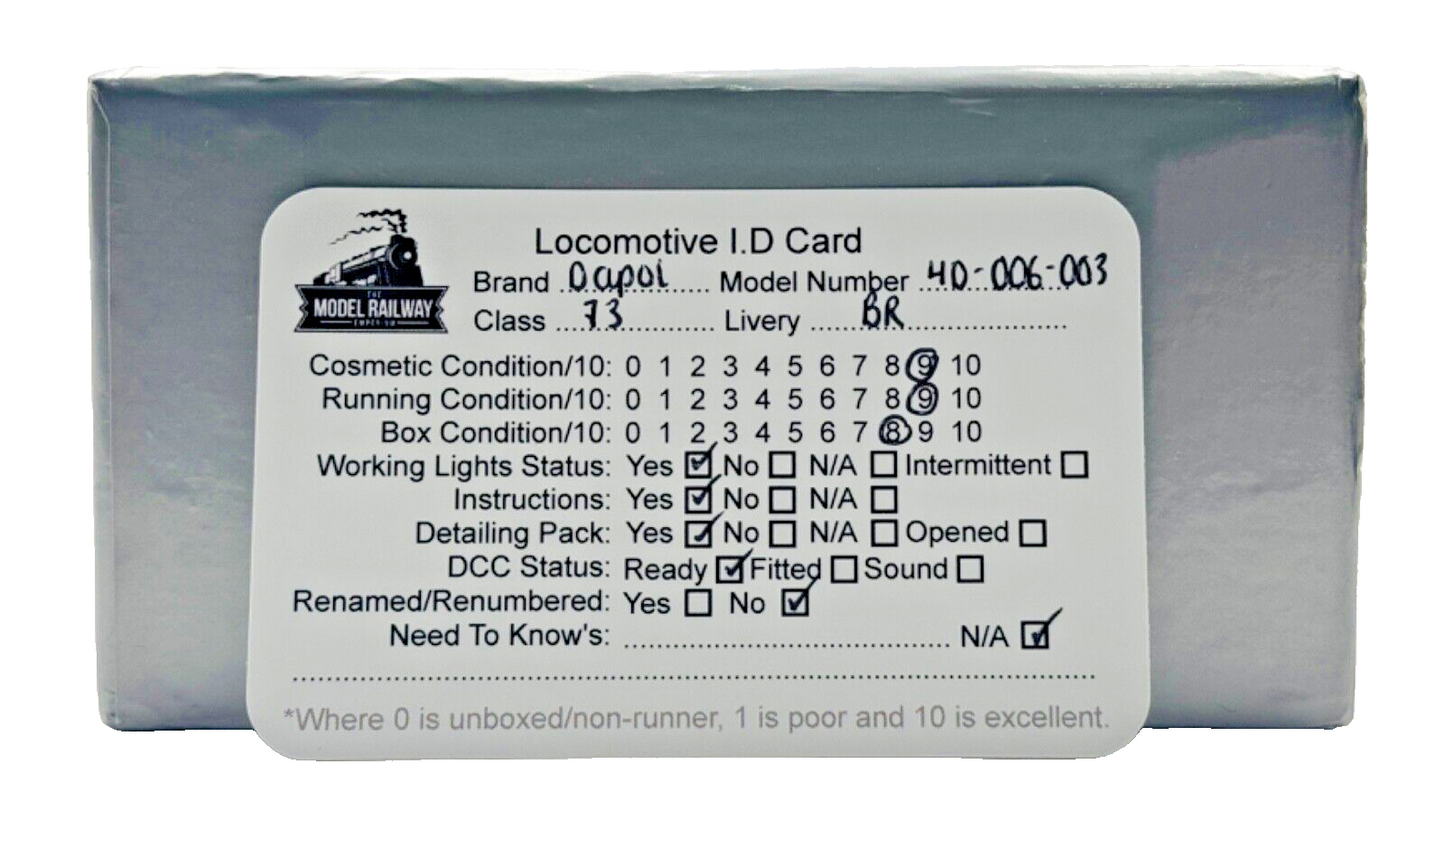 Locomotive I.D Card
THE
MODEL RAILWAY
EMPORIUM
Brand ..Dapol...... Model Number ...4D-006-003
Class ....73............ Livery ......BR....................
Cosmetic Condition/10: 0 1 2 3 4 5 6 7 8 9 10
Running Condition/10: 0 1 2 3 4 5 6 7 8 9 10
Box Condition/10: 0 1 2 3 4 5 6 7 8 9 10
Working Lights Status: Yes ☑ No ☐ N/A ☐ Intermittent ☐
Instructions: Yes ☑ No ☐ N/A ☐
Detailing Pack: Yes ☑ No ☐ N/A ☐ Opened ☐
DCC Status: Ready ☑ Fitted ☐ Sound ☐
Renamed/Renumbered: Yes ☐ No ☑
Need To Know's: ........................................ N/A ☑
*Where 0 is unboxed/non-runner, 1 is poor and 10 is excellent.